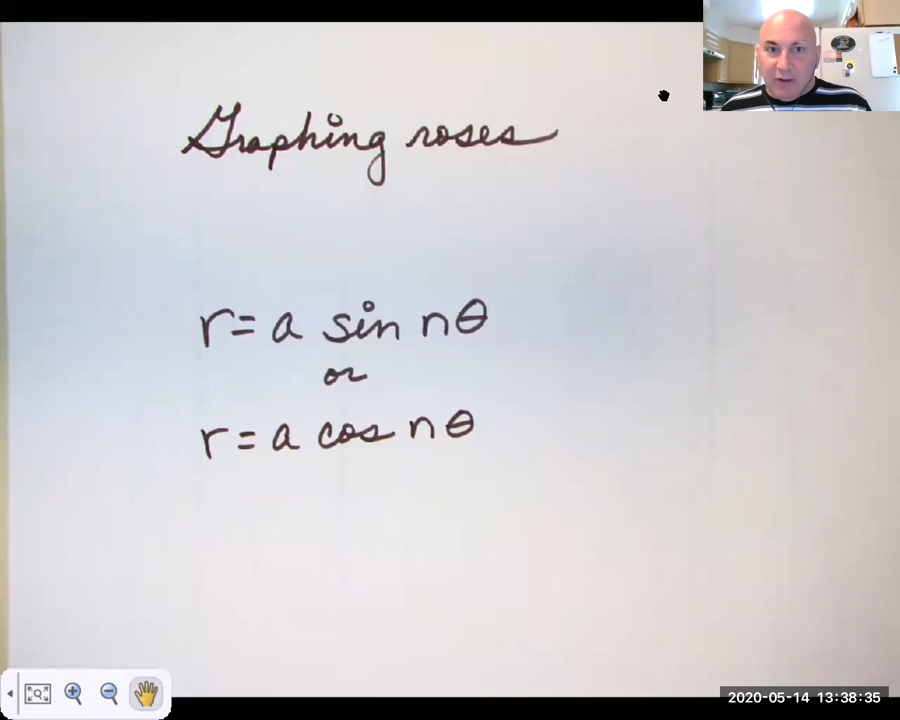 Graphing roses
r = a sin nθ
or
r = a cos nθ
2020-05-14 13:38:35